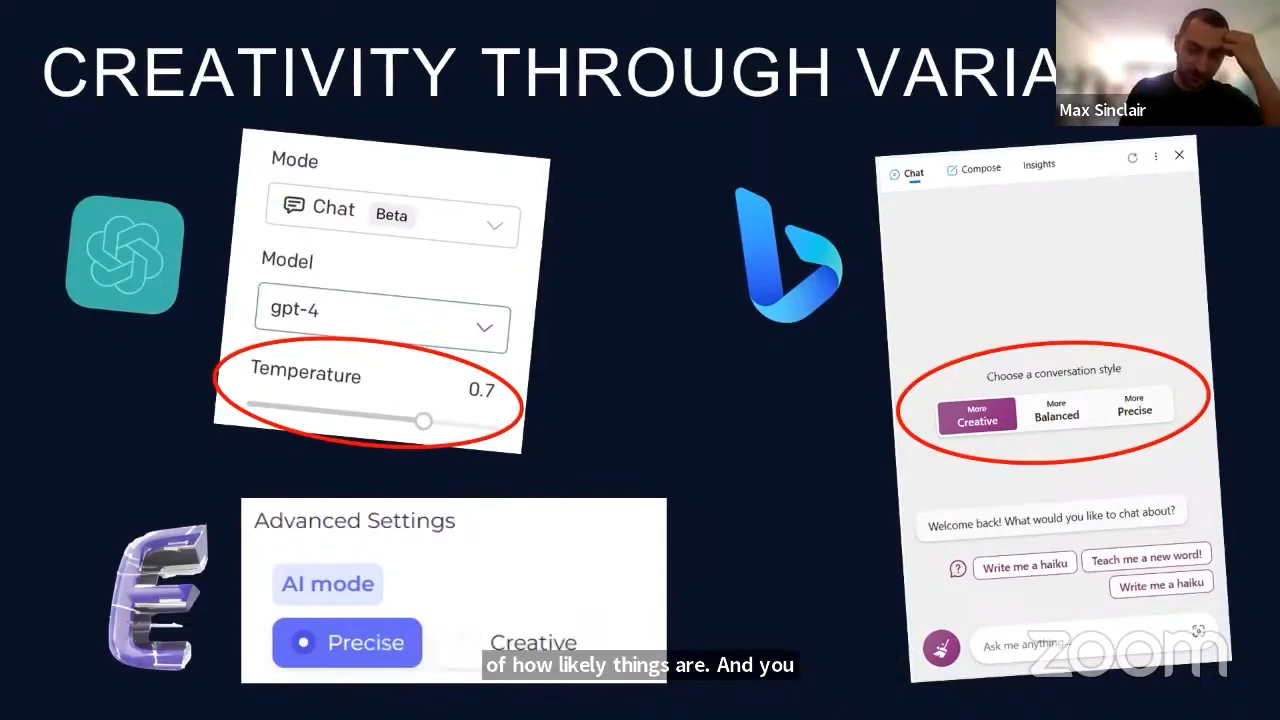 CREATIVITY THROUGH VARIA
Max Sinclair
Mode
Chat Beta
Model
gpt-4
Temperature
0.7
Chat Compose Insights
Choose a conversation style
More Creative
More Balanced
More Precise
Welcome back! What would you like to chat about?
Write me a haiku
Teach me a new word!
Write me a haiku
Ask me anything...
Advanced Settings
AI mode
Precise Creative
of how likely things are. And you
zoom